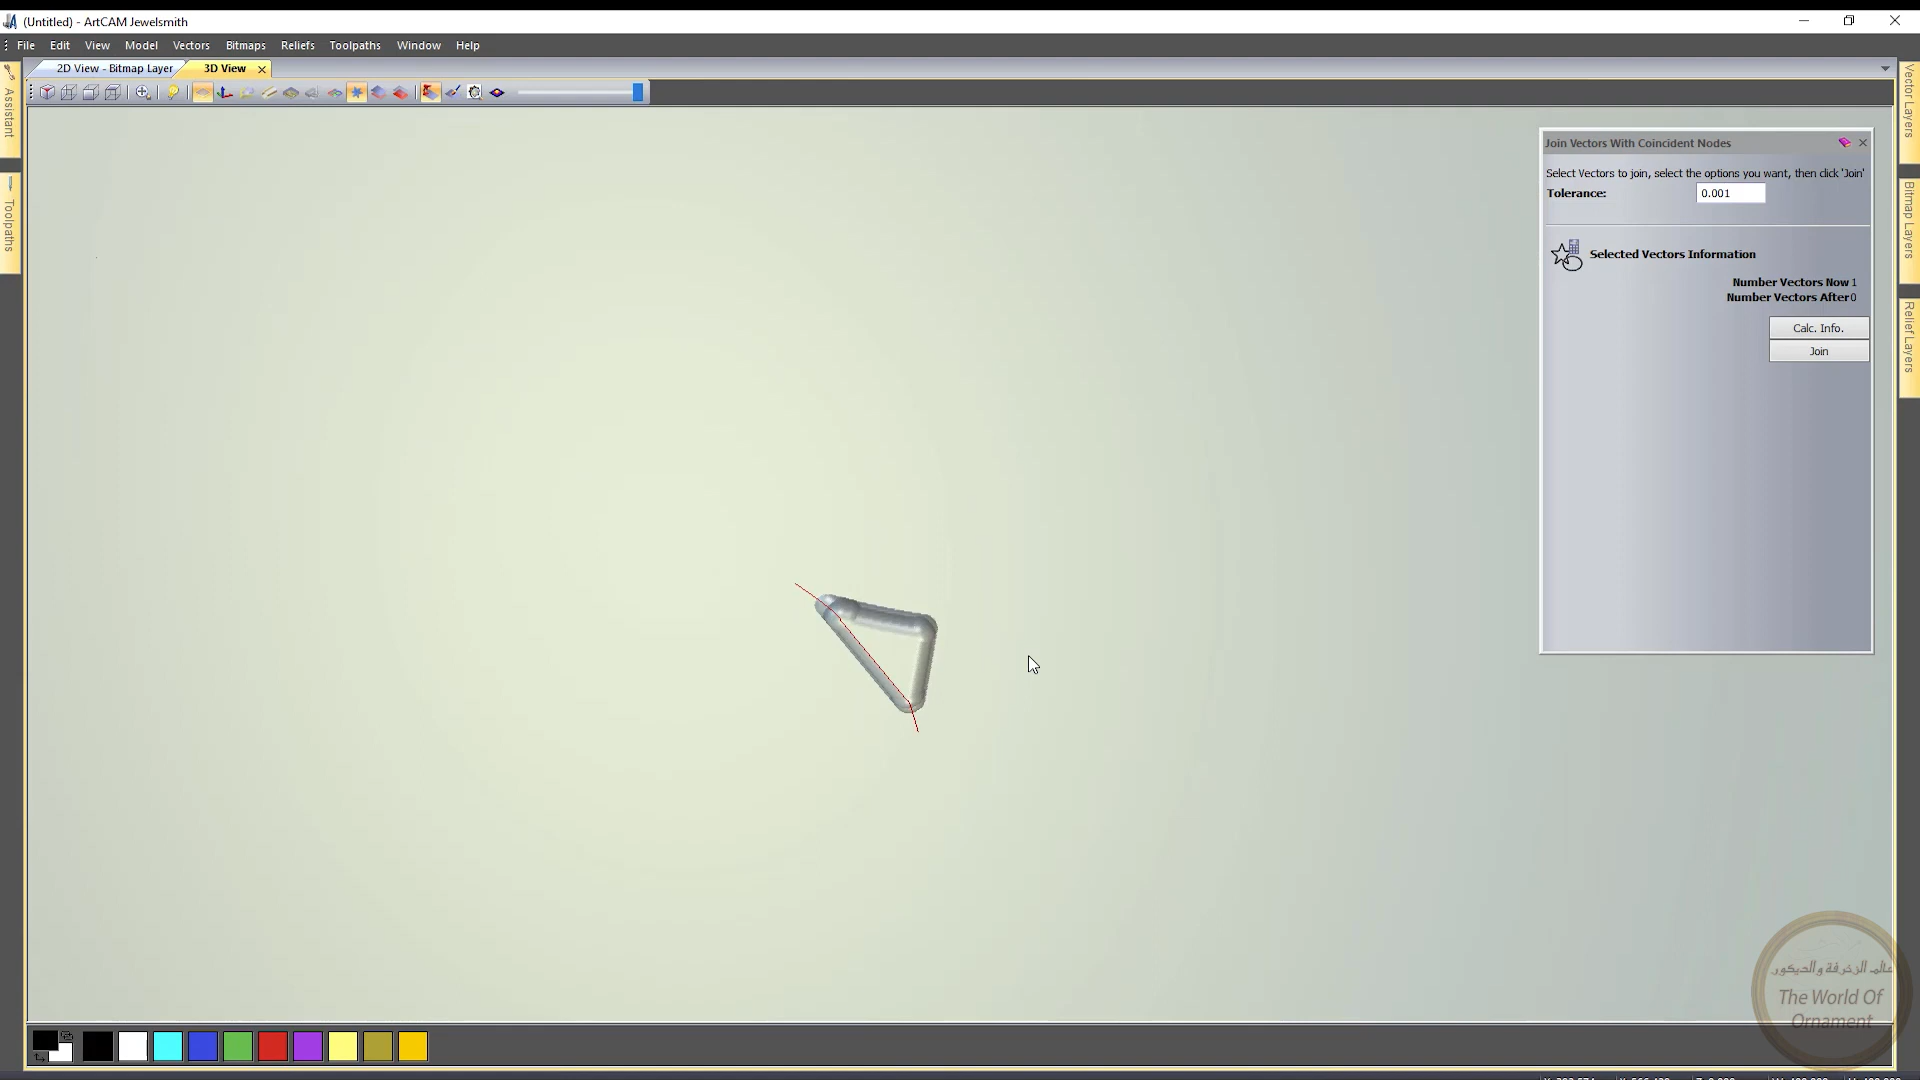 (Untitled) - ArtCAM Jewelsmith
File Edit View Model Vectors Bitmaps Reliefs Toolpaths Window Help
2D View - Bitmap Layer 3D View
Assistant
Toolpaths
Vector Layers
Bitmap Layers
Relief Layers
Join Vectors With Coincident Nodes
Select Vectors to join, select the options you want, then click 'Join'
Tolerance: 0.001
Selected Vectors Information
Number Vectors Now 1
Number Vectors After 0
Calc. Info.
Join
عالم الزخرفة والديكور
The World Of
Ornament